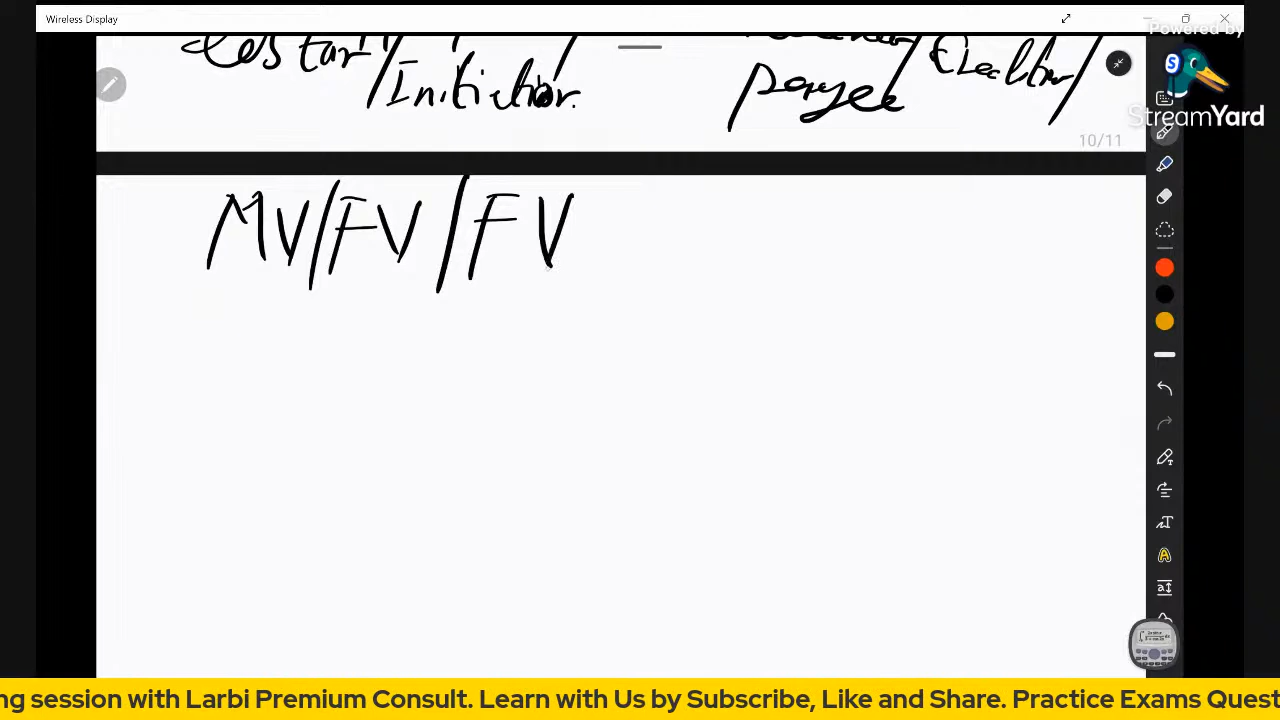 Wireless Display
Powered by
StreamYard
Initiator.
payee
10/11
MV/FV/FV
ng session with Larbi Premium Consult. Learn with Us by Subscribe, Like and Share. Practice Exams Quest